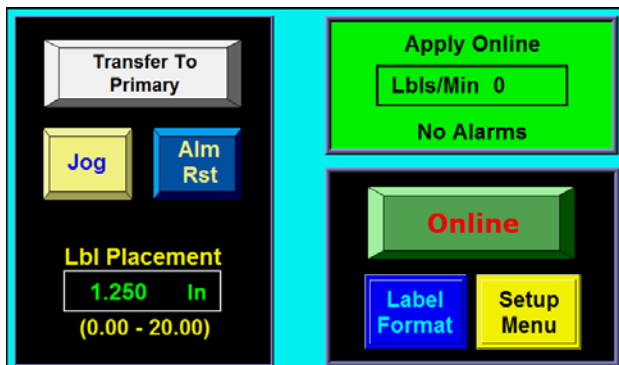 Transfer To
Primary
Jog
Alm
Rst
Lbl Placement
1.250 In
(0.00 - 20.00)
Apply Online
Lbls/Min 0
No Alarms
Online
Label
Format
Setup
Menu